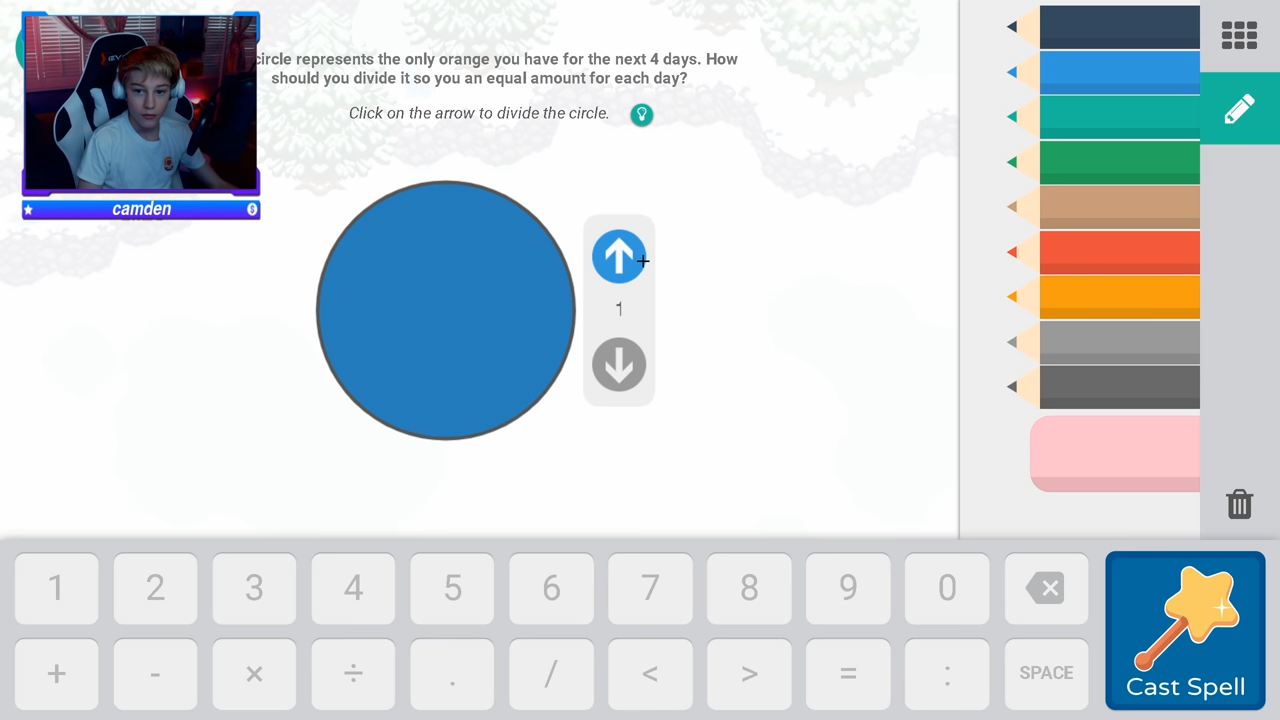 circle represents the only orange you have for the next 4 days. How
should you divide it so you an equal amount for each day?
Click on the arrow to divide the circle.
camden
1
1 2 3 4 5 6 7 8 9 0
+ - × ÷ . / < > = : SPACE
Cast Spell